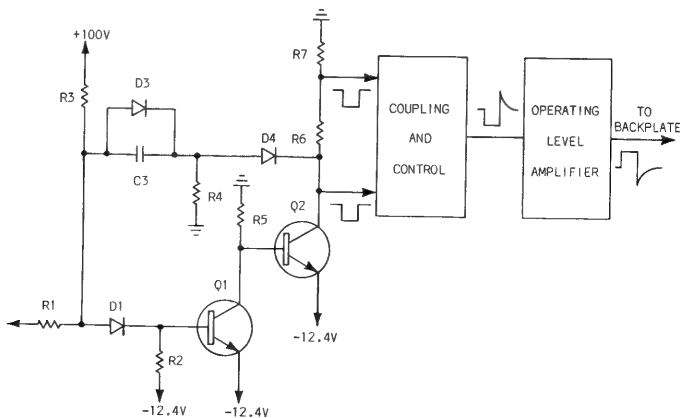 +100V
R3
D3
C3
R4
D4
R7
R6
R5
Q2
-12.4V
R1
D1
R2
Q1
-12.4V
-12.4V
COUPLING
AND
CONTROL
OPERATING
LEVEL
AMPLIFIER
TO
BACKPLATE